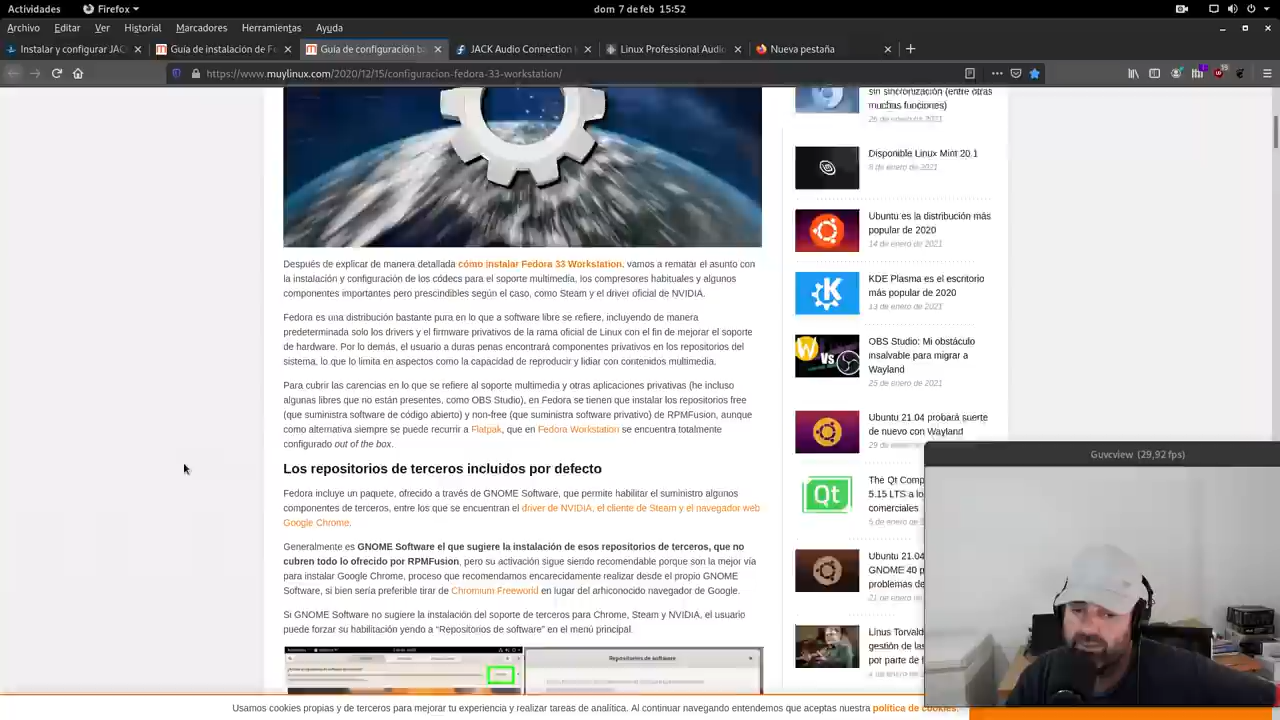 Actividades
Firefox
dom 7 de feb 15:52
Archivo Editar Ver Historial Marcadores Herramientas Ayuda
Instalar y configurar JAC
Guía de instalación de Fe
Guía de configuración ba
JACK Audio Connection
Linux Professional Audio
Nueva pestaña
https://www.muylinux.com/2020/12/15/configuracion-fedora-33-workstation/
Después de explicar de manera detallada cómo instalar Fedora 33 Workstation, vamos a rematar el asunto con
la instalación y configuración de los códecs para el soporte multimedia, los compresores habituales y algunos
componentes importantes pero prescindibles según el caso, como Steam y el driver oficial de NVIDIA.
Fedora es una distribución bastante pura en lo que a software libre se refiere, incluyendo de manera
predeterminada solo los drivers y el firmware privativos de la rama oficial de Linux con el fin de mejorar el soporte
de hardware. Por lo demás, el usuario a duras penas encontrará componentes privativos en los repositorios del
sistema, lo que lo limita en aspectos como la capacidad de reproducir y lidiar con contenidos multimedia.
Para cubrir las carencias en lo que se refiere al soporte multimedia y otras aplicaciones privativas (he incluso
algunas libres que no están presentes, como OBS Studio), en Fedora se tienen que instalar los repositorios free
(que suministra software de código abierto) y non-free (que suministra software privativo) de RPMFusion, aunque
como alternativa siempre se puede recurrir a Flatpak, que en Fedora Workstation se encuentra totalmente
configurado out of the box.
Los repositorios de terceros incluidos por defecto
Fedora incluye un paquete, ofrecido a través de GNOME Software, que permite habilitar el suministro algunos
componentes de terceros, entre los que se encuentran el driver de NVIDIA, el cliente de Steam y el navegador web
Google Chrome.
Generalmente es GNOME Software el que sugiere la instalación de esos repositorios de terceros, que no
cubren todo lo ofrecido por RPMFusion, pero su activación sigue siendo recomendable porque son la mejor vía
para instalar Google Chrome, proceso que recomendamos encarecidamente realizar desde el propio GNOME
Software, si bien sería preferible tirar de Chromium Freeworld en lugar del arhiconocido navegador de Google.
Si GNOME Software no sugiere la instalación del soporte de terceros para Chrome, Steam y NVIDIA, el usuario
puede forzar su habilitación yendo a “Repositorios de software” en el menú principal.
Repositorios de software
sin sincronización (entre otras
muchas funciones)
Disponible Linux Mint 20.1
8 de enero de 2021
Ubuntu es la distribución más
popular de 2020
14 de enero de 2021
KDE Plasma es el escritorio
más popular de 2020
13 de enero de 2021
Vs
OBS Studio: Mi obstáculo
insalvable para migrar a
Wayland
25 de enero de 2021
Ubuntu 21.04 probará suerte
de nuevo con Wayland
29 de
Qt
The Qt Comp
5.15 LTS a lo
comerciales
5 de enero de
Ubuntu 21.04
GNOME 40 p
problemas de
21 de enero
Linus Torvald
gestión de las
por parte de
Guvcview (29,92 fps)
Usamos cookies propias y de terceros para mejorar tu experiencia y realizar tareas de analítica. Al continuar navegando entendemos que aceptas nuestra política de cookies.